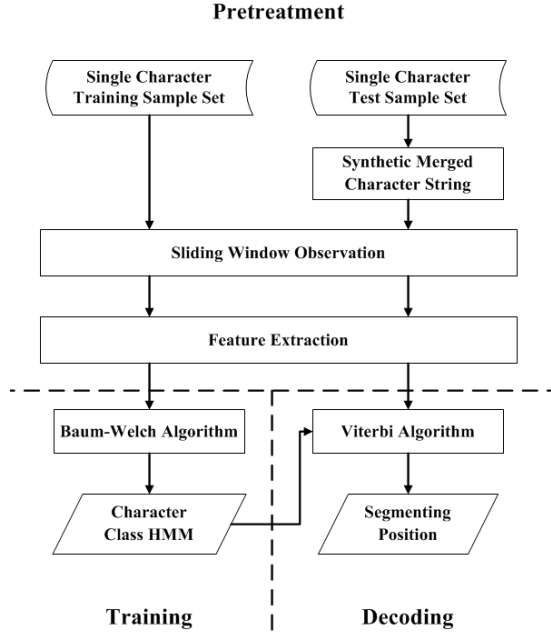 Pretreatment
Single Character
Training Sample Set
Single Character
Test Sample Set
Synthetic Merged
Character String
Sliding Window Observation
Feature Extraction
Baum-Welch Algorithm
Viterbi Algorithm
Character
Class HMM
Segmenting
Position
Training
Decoding